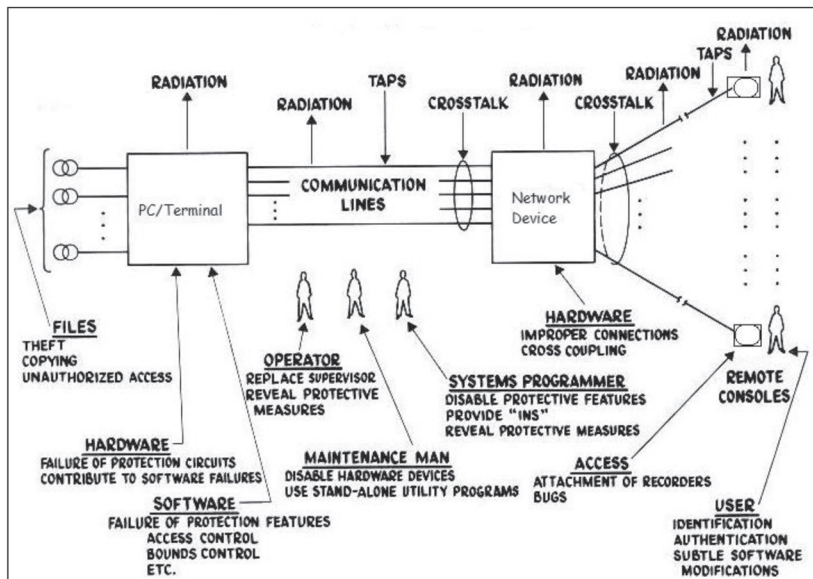 RADIATION
TAPS
RADIATION
RADIATION
CROSSTALK
RADIATION
TAPS
RADIATION
RADIATION
CROSSTALK
PC/Terminal
COMMUNICATION
LINES
Network
Device
FILES
THEFT
COPYING
UNAUTHORIZED ACCESS
HARDWARE
FAILURE OF PROTECTION CIRCUITS
CONTRIBUTE TO SOFTWARE FAILURES
SOFTWARE
FAILURE OF PROTECTION FEATURES
ACCESS CONTROL
BOUNDS CONTROL
ETC.
OPERATOR
REPLACE SUPERVISOR
REVEAL PROTECTIVE
MEASURES
MAINTENANCE MAN
DISABLE HARDWARE DEVICES
USE STAND-ALONE UTILITY PROGRAMS
SYSTEMS PROGRAMMER
DISABLE PROTECTIVE FEATURES
PROVIDE "INS"
REVEAL PROTECTIVE MEASURES
HARDWARE
IMPROPER CONNECTIONS
CROSS COUPLING
ACCESS
ATTACHMENT OF RECORDERS
BUGS
REMOTE
CONSOLES
USER
IDENTIFICATION
AUTHENTICATION
SUBTLE SOFTWARE
MODIFICATIONS